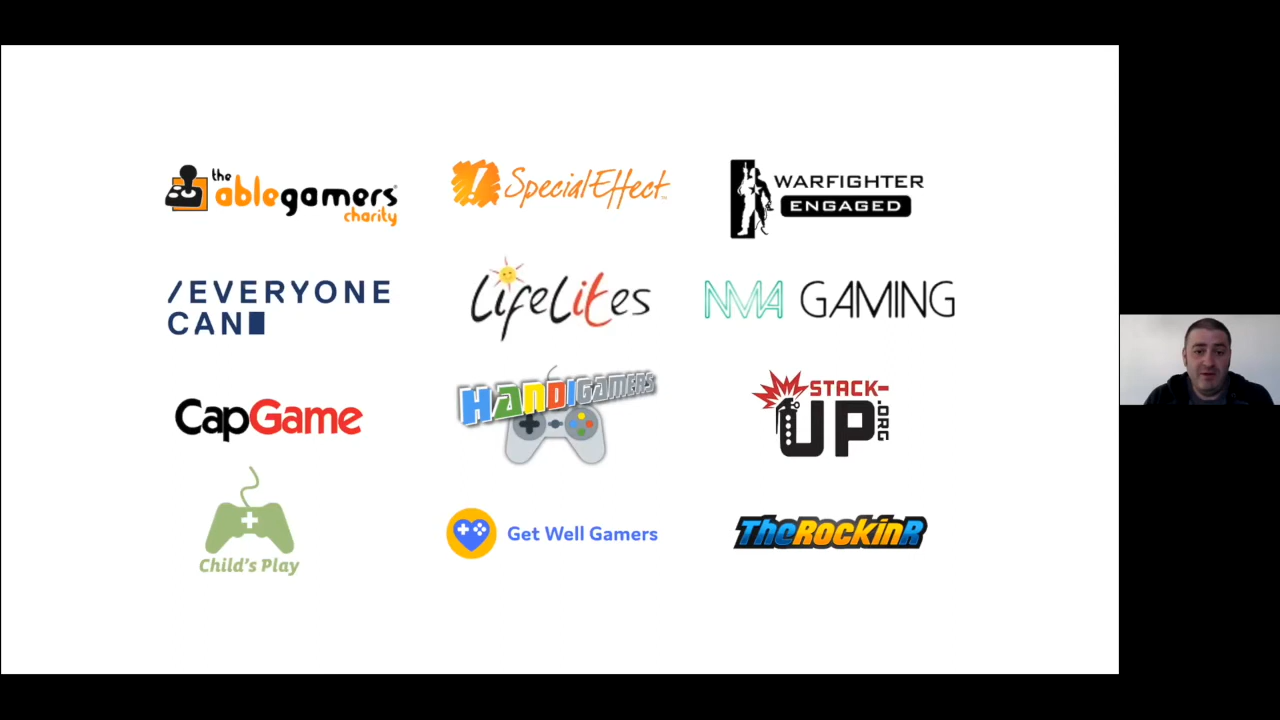 the
ablegamers®
charity
SpecialEffect™
WARFIGHTER
ENGAGED
/EVERYONE
CAN
LifeLites
NMA GAMING
CapGame
HANDIGAMERS
STACK-
UP
.ORG
Child's Play
Get Well Gamers
TheRockinR